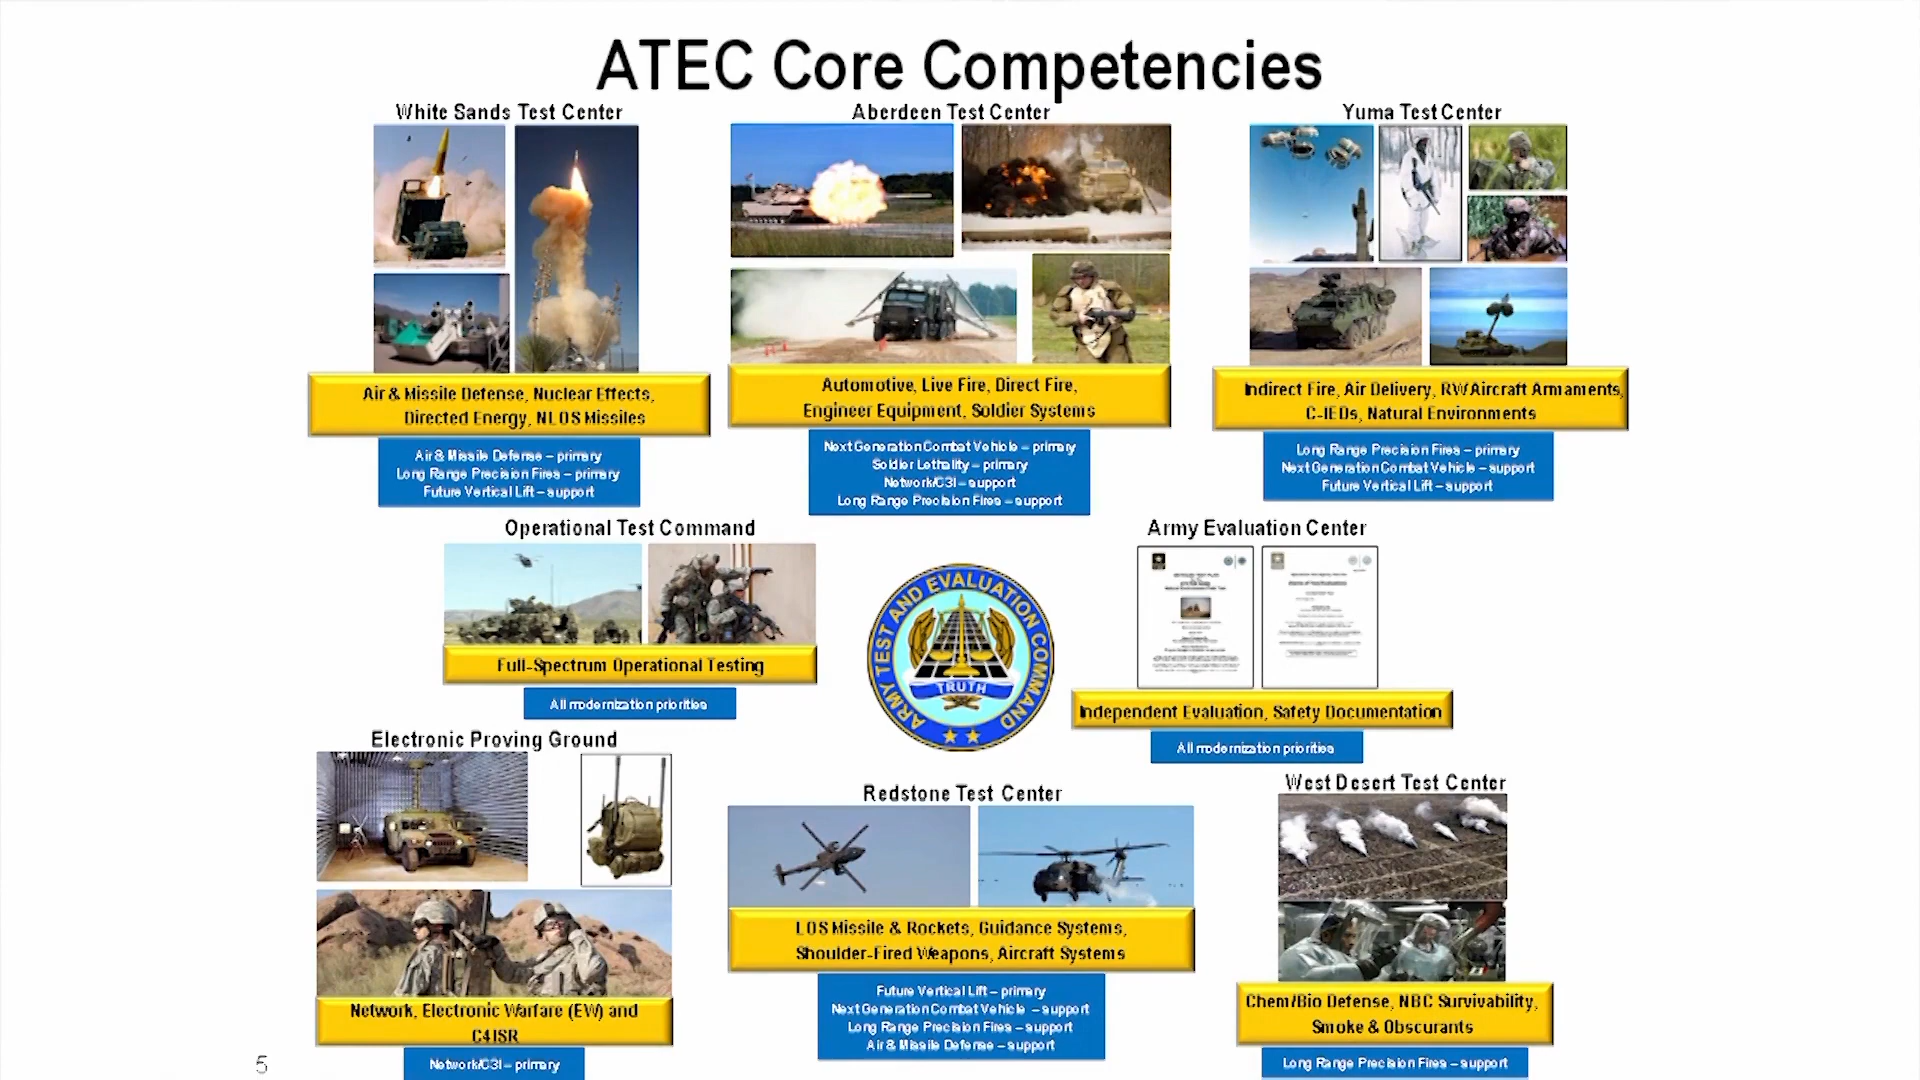 ATEC Core Competencies
White Sands Test Center
Air & Missile Defense, Nuclear Effects,
Directed Energy, NLOS Missiles
Air & Missile Defense – primary
Long Range Precision Fires – primary
Future Vertical Lift – support
Aberdeen Test Center
Automotive, Live Fire, Direct Fire,
Engineer Equipment, Soldier Systems
Next Generation Combat Vehicle – primary
Soldier Lethality – primary
Network/C3I – support
Long Range Precision Fires – support
Yuma Test Center
Indirect Fire, Air Delivery, RW Aircraft Armaments,
C-IEDs, Natural Environments
Long Range Precision Fires – primary
Next Generation Combat Vehicle – support
Future Vertical Lift – support
Operational Test Command
Full-Spectrum Operational Testing
All modernization priorities
ARMY TEST AND EVALUATION COMMAND
TRUTH
Army Evaluation Center
Independent Evaluation, Safety Documentation
All modernization priorities
Electronic Proving Ground
Network, Electronic Warfare (EW) and
C4ISR
Network/C3I – primary
Redstone Test Center
LOS Missile & Rockets, Guidance Systems,
Shoulder-Fired Weapons, Aircraft Systems
Future Vertical Lift – primary
Next Generation Combat Vehicle – support
Long Range Precision Fires – support
Air & Missile Defense – support
West Desert Test Center
Chem/Bio Defense, NBC Survivability,
Smoke & Obscurants
Long Range Precision Fires – support
5